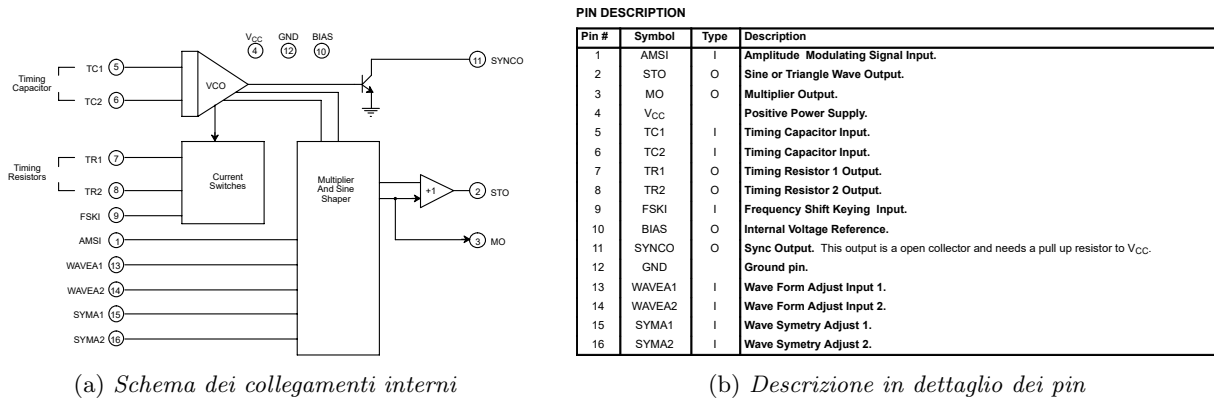 V_CC GND BIAS
4 12 10
11 SYNCO
Timing
Capacitor
TC1 5
TC2 6
VCO
Timing
Resistors
TR1 7
TR2 8
FSKI 9
Current
Switches
Multiplier
And Sine
Shaper
+1
2 STO
3 MO
AMSI 1
WAVEA1 13
WAVEA2 14
SYMA1 15
SYMA2 16
(a) Schema dei collegamenti interni
PIN DESCRIPTION
Pin # Symbol Type Description
1 AMSI I Amplitude Modulating Signal Input.
2 STO O Sine or Triangle Wave Output.
3 MO O Multiplier Output.
4 V_CC Positive Power Supply.
5 TC1 I Timing Capacitor Input.
6 TC2 I Timing Capacitor Input.
7 TR1 O Timing Resistor 1 Output.
8 TR2 O Timing Resistor 2 Output.
9 FSKI I Frequency Shift Keying Input.
10 BIAS O Internal Voltage Reference.
11 SYNCO O Sync Output. This output is a open collector and needs a pull up resistor to V_CC.
12 GND Ground pin.
13 WAVEA1 I Wave Form Adjust Input 1.
14 WAVEA2 I Wave Form Adjust Input 2.
15 SYMA1 I Wave Symetry Adjust 1.
16 SYMA2 I Wave Symetry Adjust 2.
(b) Descrizione in dettaglio dei pin